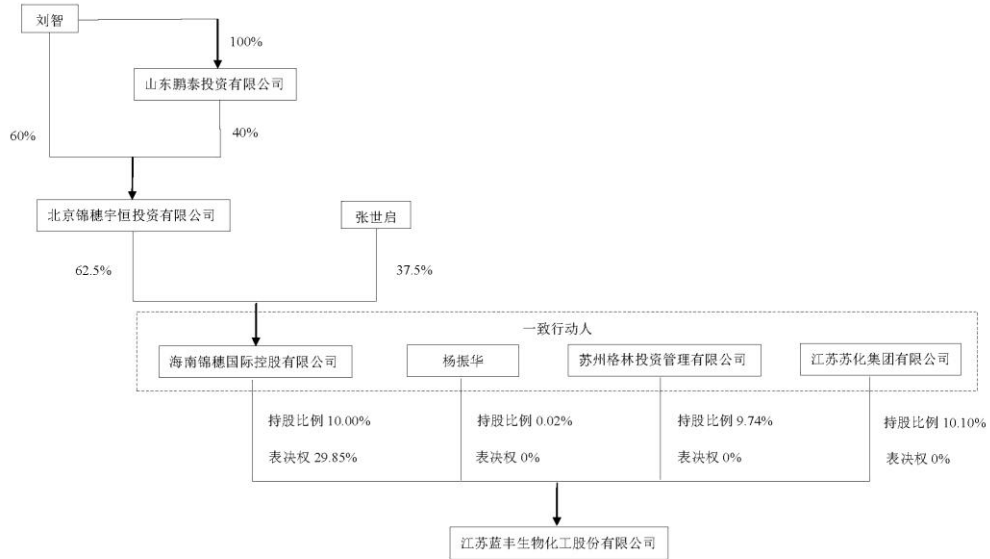 刘智
100%
山东鹏泰投资有限公司
60%
40%
北京锦穗宇恒投资有限公司
张世启
62.5%
37.5%
一致行动人
海南锦穗国际控股有限公司
杨振华
苏州格林投资管理有限公司
江苏苏化集团有限公司
持股比例 10.00%
持股比例 0.02%
持股比例 9.74%
持股比例 10.10%
表决权 29.85%
表决权 0%
表决权 0%
表决权 0%
江苏蓝丰生物化工股份有限公司